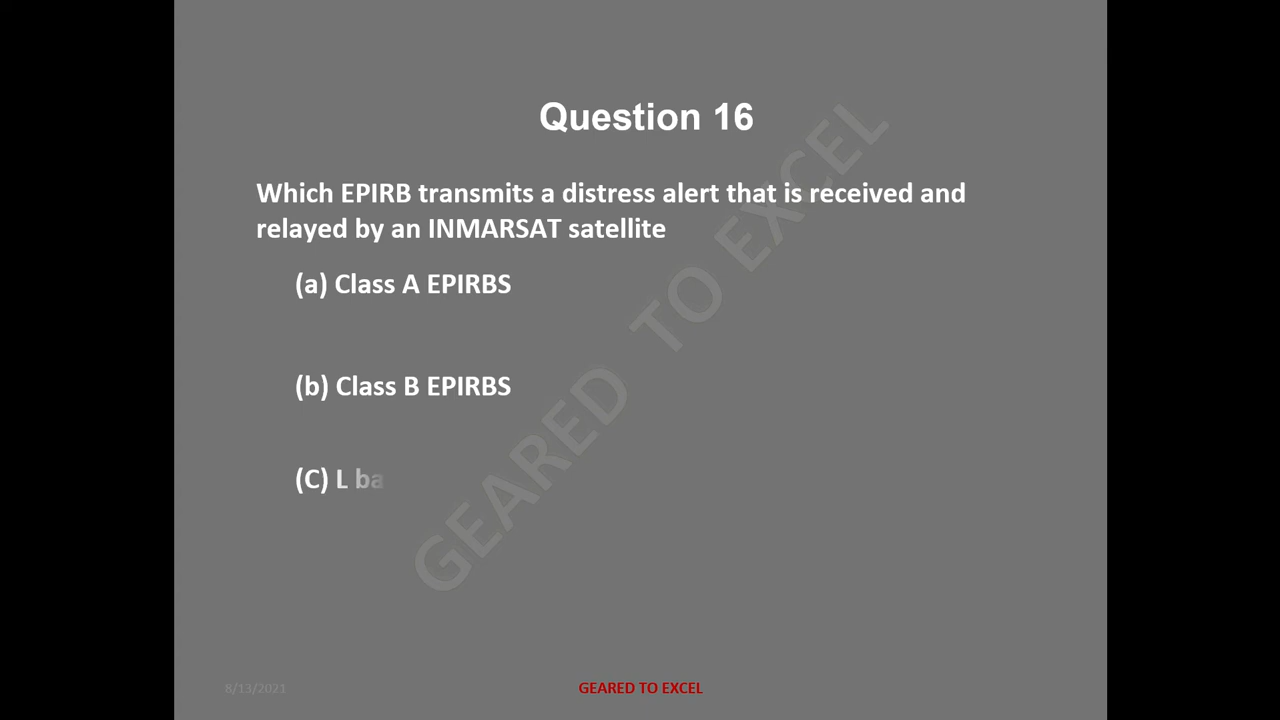 Question 16
Which EPIRB transmits a distress alert that is received and
relayed by an INMARSAT satellite
(a) Class A EPIRBS
(b) Class B EPIRBS
(C) L ba
GEARED TO EXCEL
8/13/2021
GEARED TO EXCEL